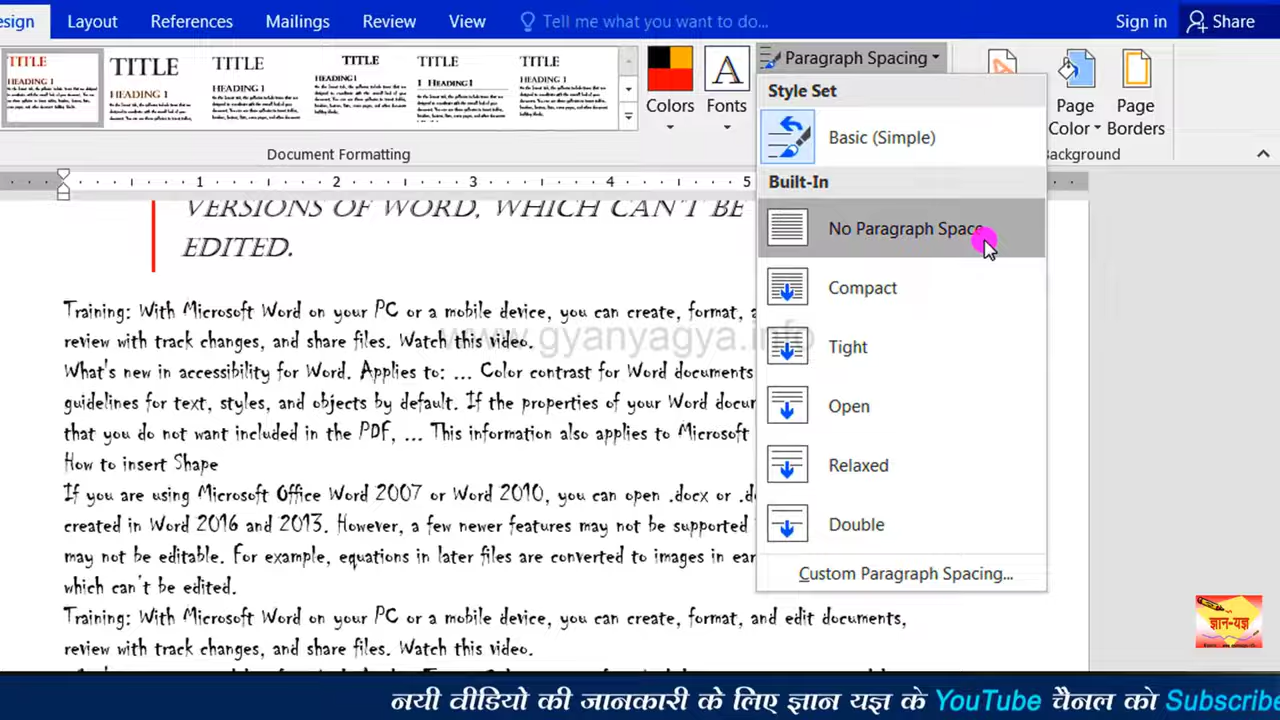 esign Layout References Mailings Review View Tell me what you want to do... Sign in Share
TITLE TITLE TITLE TITLE TITLE TITLE
HEADING 1 HEADING 1 HEADING 1 HEADING 1 1 HEADING 1 HEADING 1
Colors Fonts
Paragraph Spacing
Page Color
Page Borders
Document Formatting
ackground
1 2 3 4 5
Style Set
Basic (Simple)
Built-In
No Paragraph Space
Compact
Tight
Open
Relaxed
Double
Custom Paragraph Spacing...
VERSIONS OF WORD, WHICH CAN'T BE
EDITED.
Training: With Microsoft Word on your PC or a mobile device, you can create, format, a
review with track changes, and share files. Watch this video.
www.gyanyagya.info
What's new in accessibility for Word. Applies to: ... Color contrast for Word documents
guidelines for text, styles, and objects by default. If the properties of your Word docu
that you do not want included in the PDF, ... This information also applies to Microsoft
How to insert Shape
If you are using Microsoft Office Word 2007 or Word 2010, you can open .docx or .d
created in Word 2016 and 2013. However, a few newer features may not be supported
may not be editable. For example, equations in later files are converted to images in ear
which can't be edited.
Training: With Microsoft Word on your PC or a mobile device, you can create, format, and edit documents,
review with track changes, and share files. Watch this video.
ज्ञान-यज्ञ
नयी वीडियो की जानकारी के लिए ज्ञान यज्ञ के YouTube चैनल को Subscribe